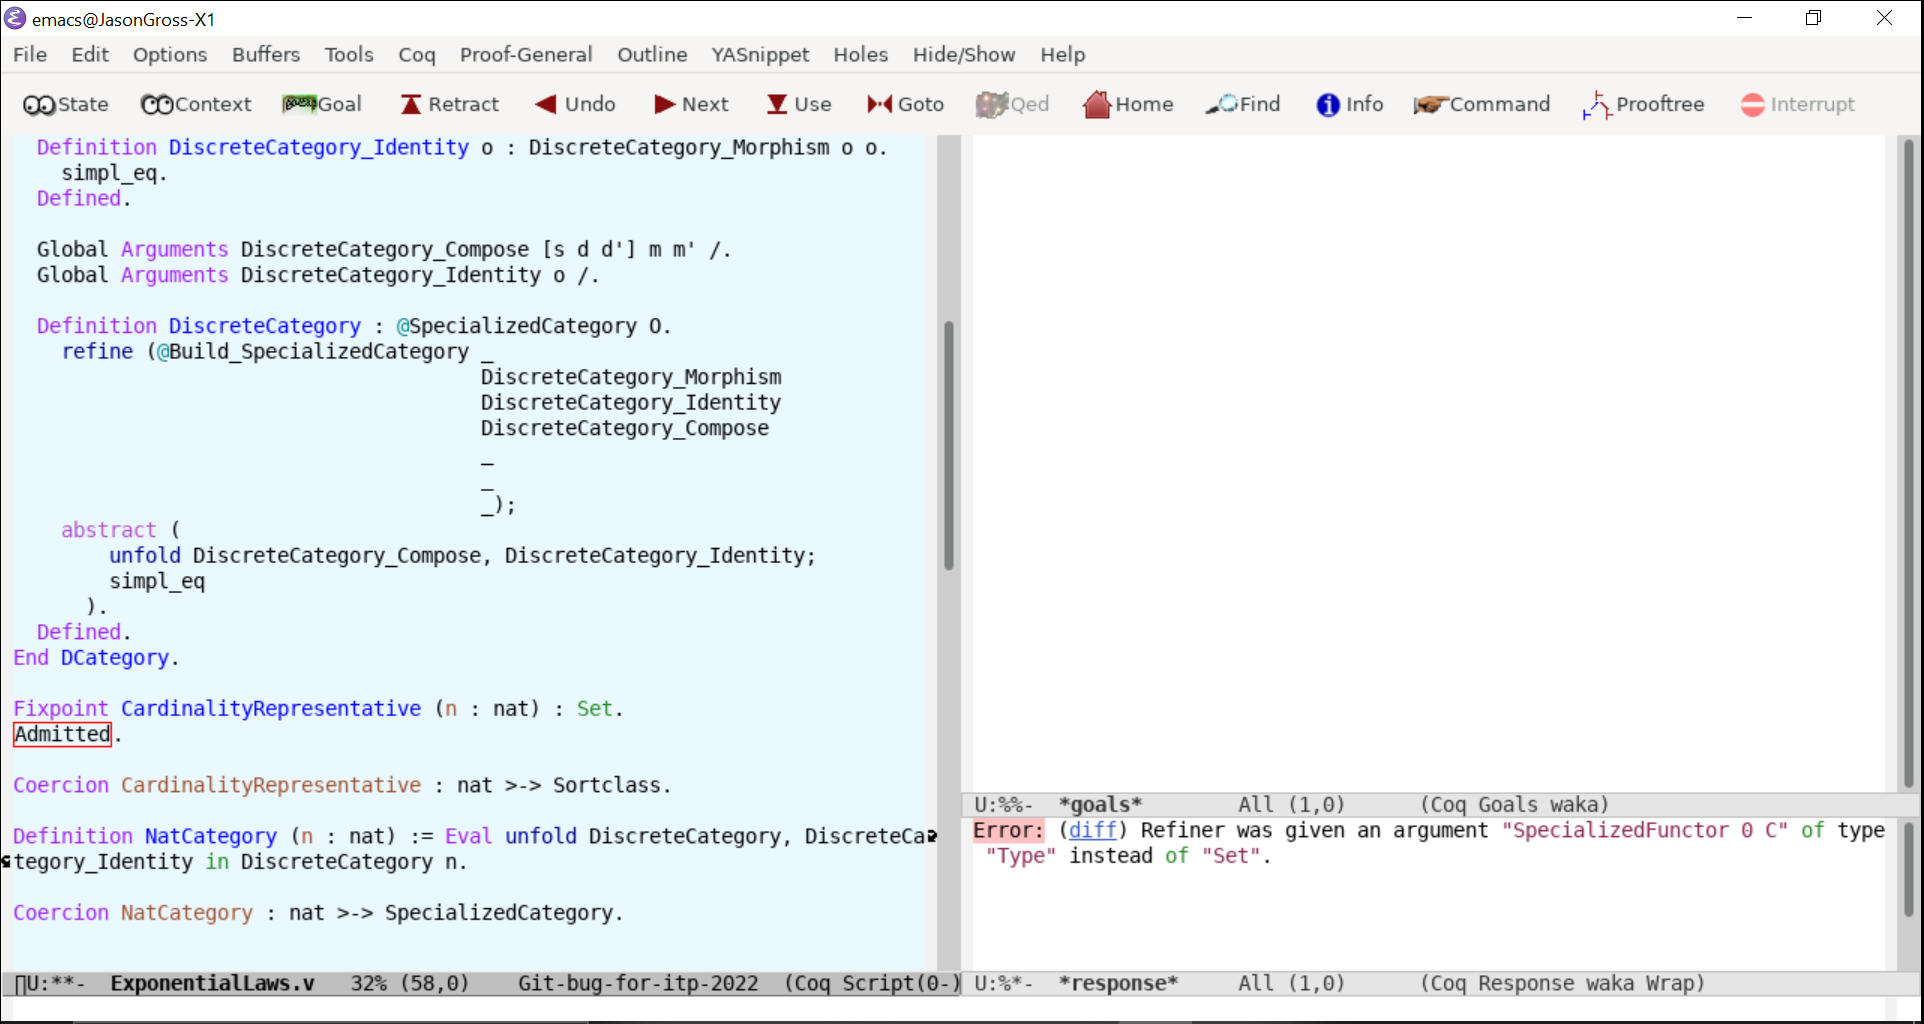 emacs@JasonGross-X1
File Edit Options Buffers Tools Coq Proof-General Outline YASnippet Holes Hide/Show Help
State Context Goal Retract Undo Next Use Goto Qed Home Find Info Command Prooftree Interrupt
Definition DiscreteCategory_Identity o : DiscreteCategory_Morphism o o.
simpl_eq.
Defined.
Global Arguments DiscreteCategory_Compose [s d d'] m m' /.
Global Arguments DiscreteCategory_Identity o /.
Definition DiscreteCategory : @SpecializedCategory O.
refine (@Build_SpecializedCategory _
DiscreteCategory_Morphism
DiscreteCategory_Identity
DiscreteCategory_Compose
_
_
_);
abstract (
unfold DiscreteCategory_Compose, DiscreteCategory_Identity;
simpl_eq
).
Defined.
End DCategory.
Fixpoint CardinalityRepresentative (n : nat) : Set.
Admitted.
Coercion CardinalityRepresentative : nat >-> Sortclass.
Definition NatCategory (n : nat) := Eval unfold DiscreteCategory, DiscreteCa
tegory_Identity in DiscreteCategory n.
Coercion NatCategory : nat >-> SpecializedCategory.
U:**- ExponentialLaws.v 32% (58,0) Git-bug-for-itp-2022 (Coq Script(0-)
U:%%- *goals* All (1,0) (Coq Goals waka)
Error: (diff) Refiner was given an argument "SpecializedFunctor 0 C" of type
"Type" instead of "Set".
U:%*- *response* All (1,0) (Coq Response waka Wrap)